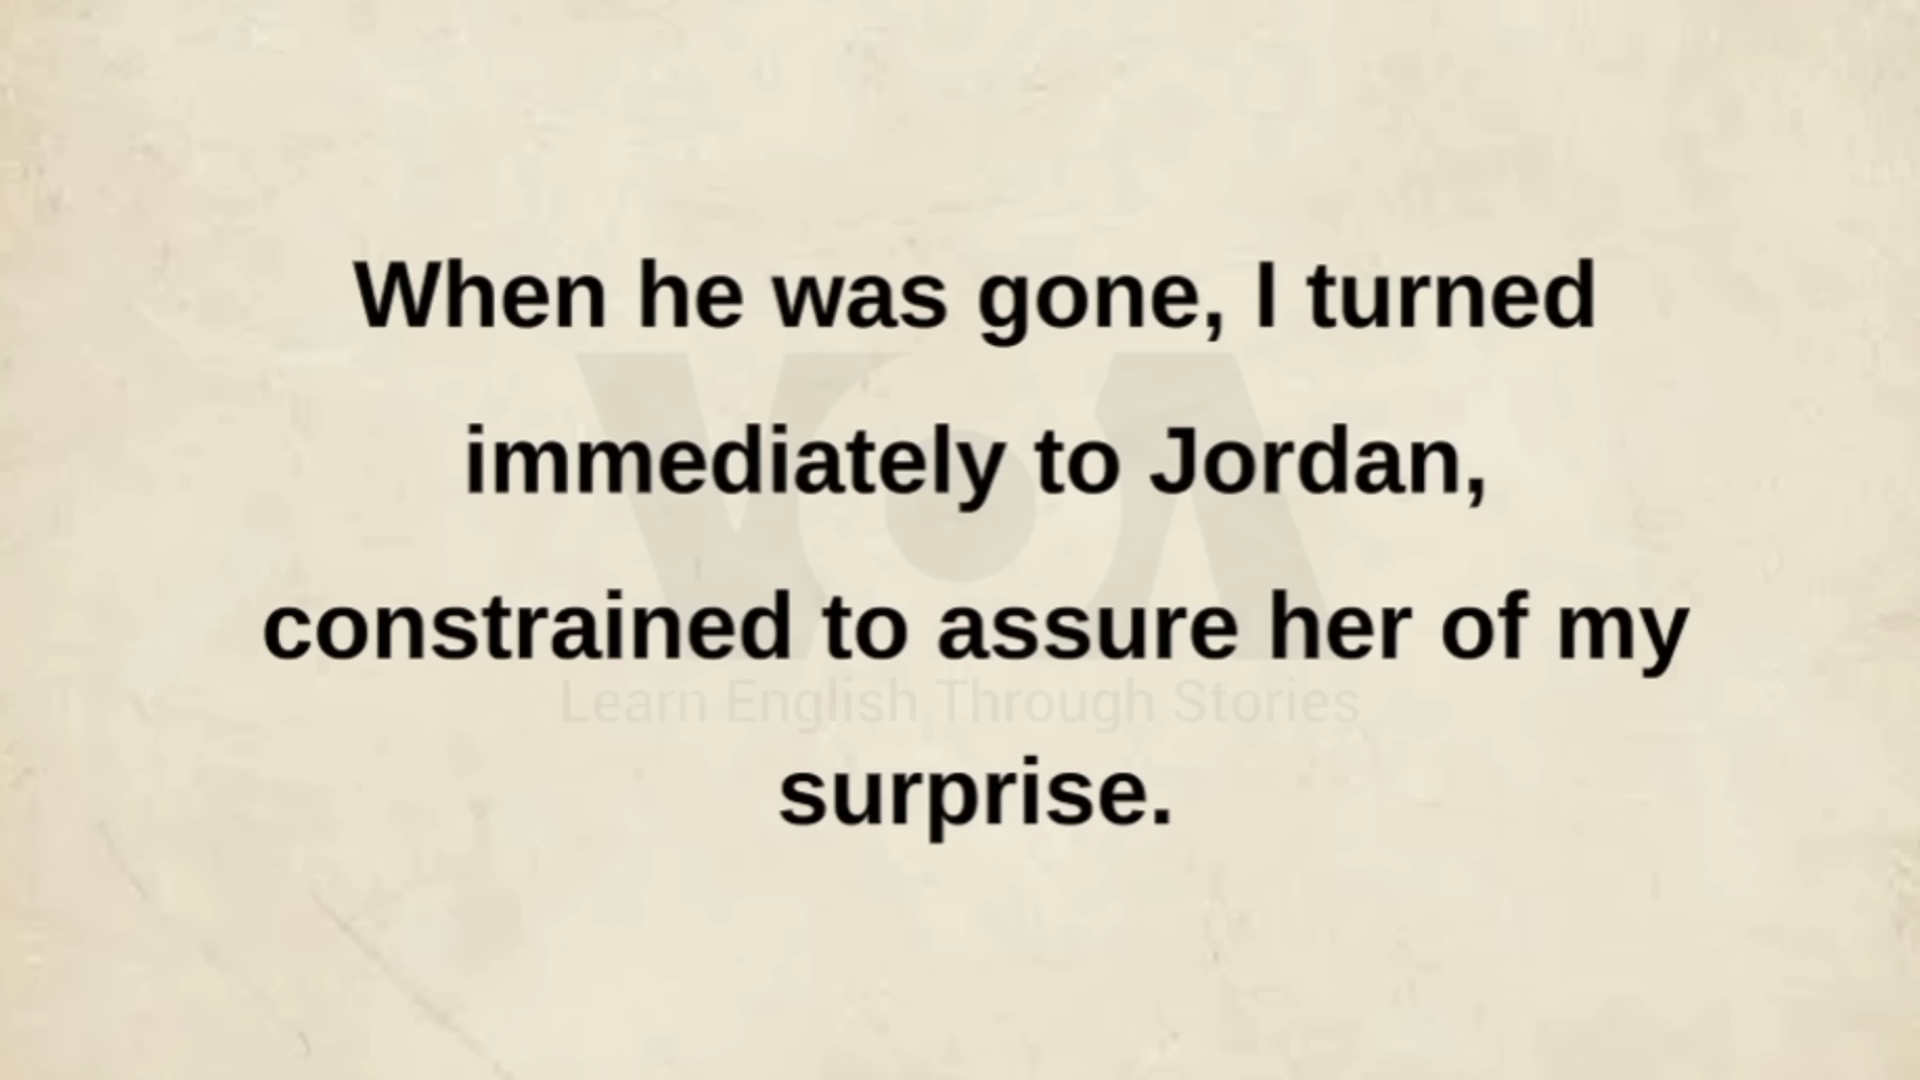 When he was gone, I turned
immediately to Jordan,
constrained to assure her of my
surprise.
VOA
Learn English Through Stories